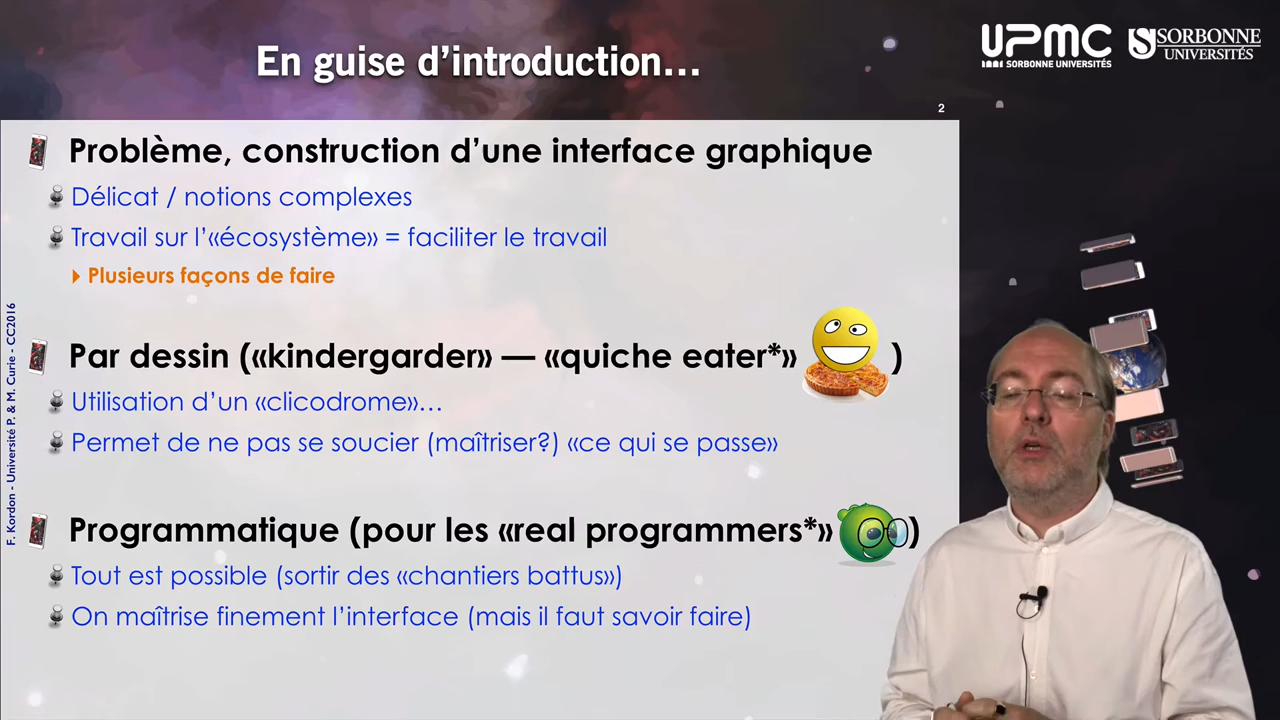 En guise d’introduction...
UPMC
SORBONNE UNIVERSITÉS
SORBONNE
UNIVERSITÉS
2
Problème, construction d’une interface graphique
Délicat / notions complexes
Travail sur l’«écosystème» = faciliter le travail
Plusieurs façons de faire
Par dessin («kindergarder» — «quiche eater*» )
Utilisation d’un «clicodrome»...
Permet de ne pas se soucier (maîtriser?) «ce qui se passe»
Programmatique (pour les «real programmers*» )
Tout est possible (sortir des «chantiers battus»)
On maîtrise finement l’interface (mais il faut savoir faire)
F. Kordon - Université P. & M. Curie - CC2016